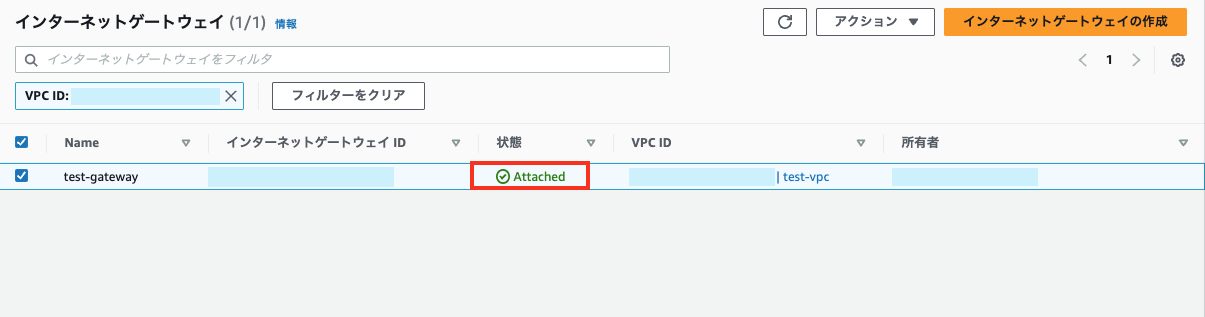 インターネットゲートウェイ (1/1) 情報
アクション
インターネットゲートウェイの作成
インターネットゲートウェイをフィルタ
1
VPC ID:
フィルターをクリア
Name インターネットゲートウェイ ID 状態 VPC ID 所有者
test-gateway Attached | test-vpc